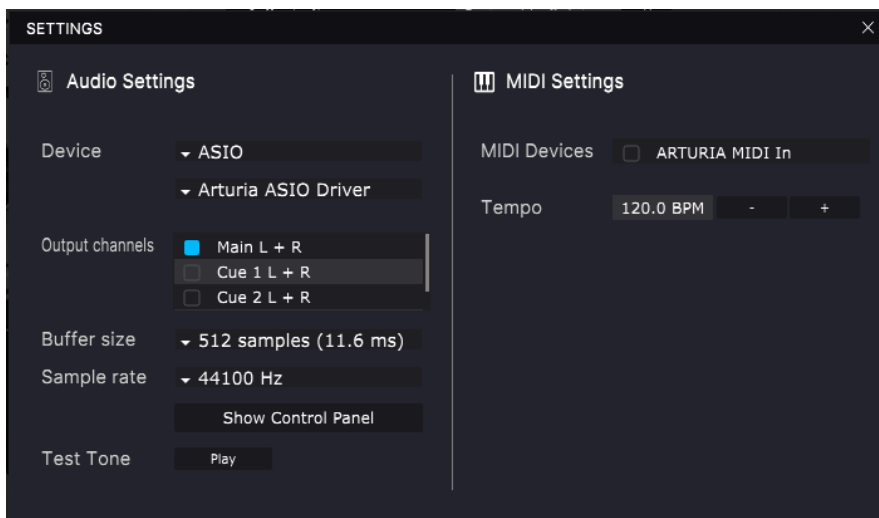 SETTINGS
Audio Settings
Device
ASIO
Arturia ASIO Driver
Output channels
Main L + R
Cue 1 L + R
Cue 2 L + R
Buffer size
512 samples (11.6 ms)
Sample rate
44100 Hz
Show Control Panel
Test Tone
Play
MIDI Settings
MIDI Devices
ARTURIA MIDI In
Tempo
120.0 BPM
-
+